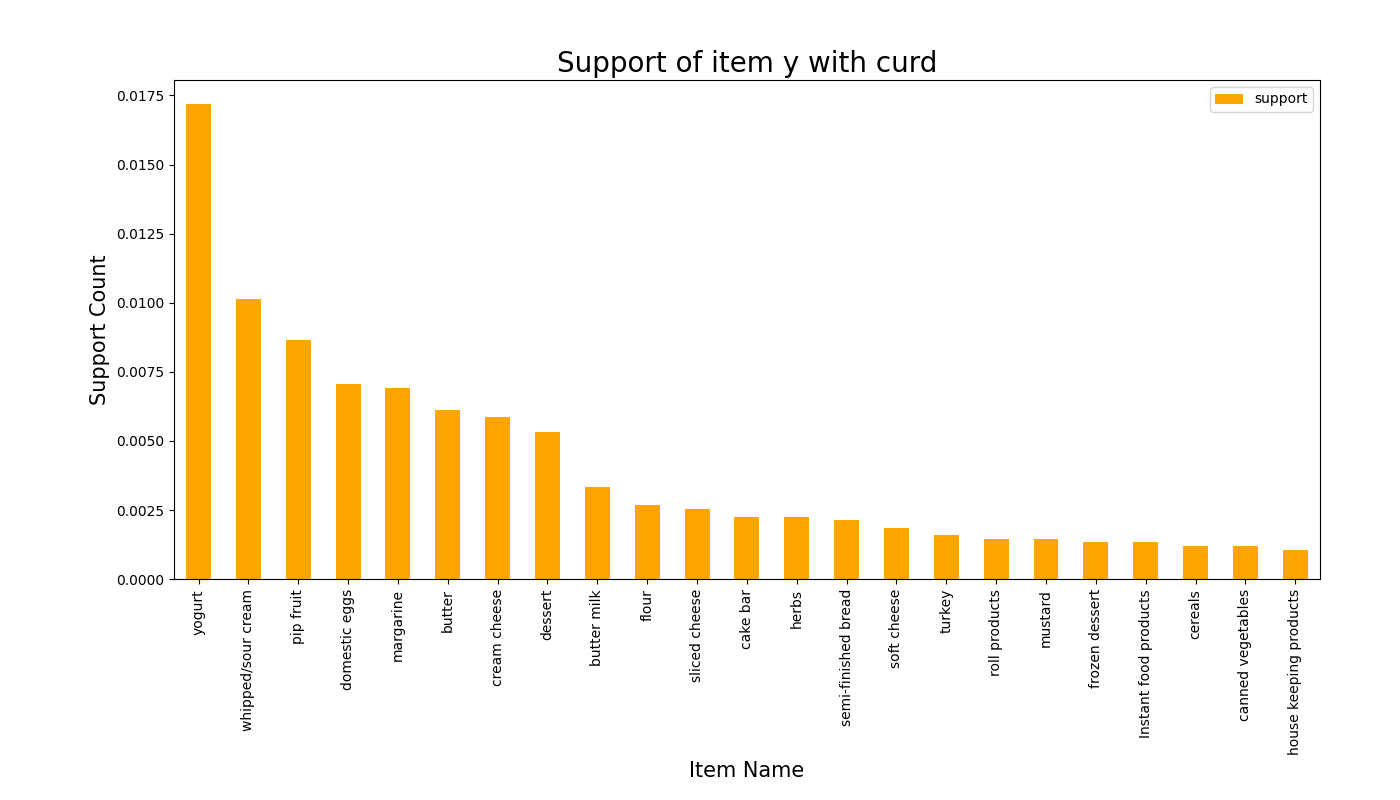 Support of item y with curd
support
Support Count
0.0175
0.0150
0.0125
0.0100
0.0075
0.0050
0.0025
0.0000
yogurt
whipped/sour cream
pip fruit
domestic eggs
margarine
butter
cream cheese
dessert
butter milk
flour
sliced cheese
cake bar
herbs
semi-finished bread
soft cheese
turkey
roll products
mustard
frozen dessert
Instant food products
cereals
canned vegetables
house keeping products
Item Name